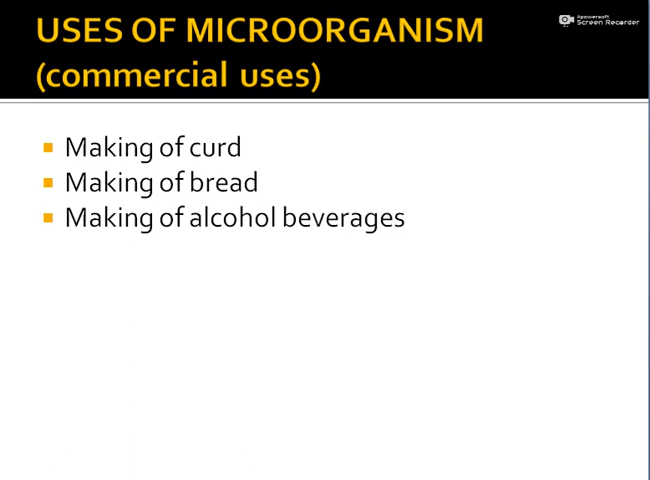 USES OF MICROORGANISM
(commercial uses)
Apowersoft
Screen Recorder
Making of curd
Making of bread
Making of alcohol beverages